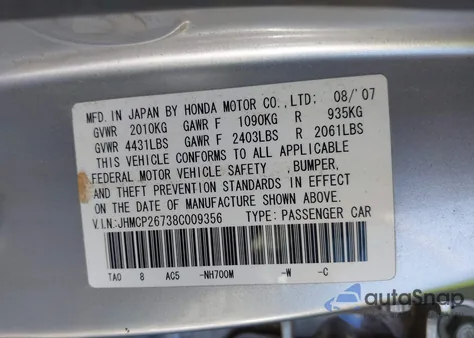 MFD. IN JAPAN BY HONDA MOTOR CO., LTD: 08/'07
GVWR 2010KG GAWR F 1090KG R 935KG
GVWR 4431LBS GAWR F 2403LBS R 2061LBS
THIS VEHICLE CONFORMS TO ALL APPLICABLE
FEDERAL MOTOR VEHICLE SAFETY ,BUMPER,
AND THEFT PREVENTION STANDARDS IN EFFECT
ON THE DATE OF MANUFACTURE SHOWN ABOVE.
V.I.N:JHMCP26738C009356 TYPE: PASSENGER CAR
TA0 8 AC5 -NH700M -W -C
autoSnap